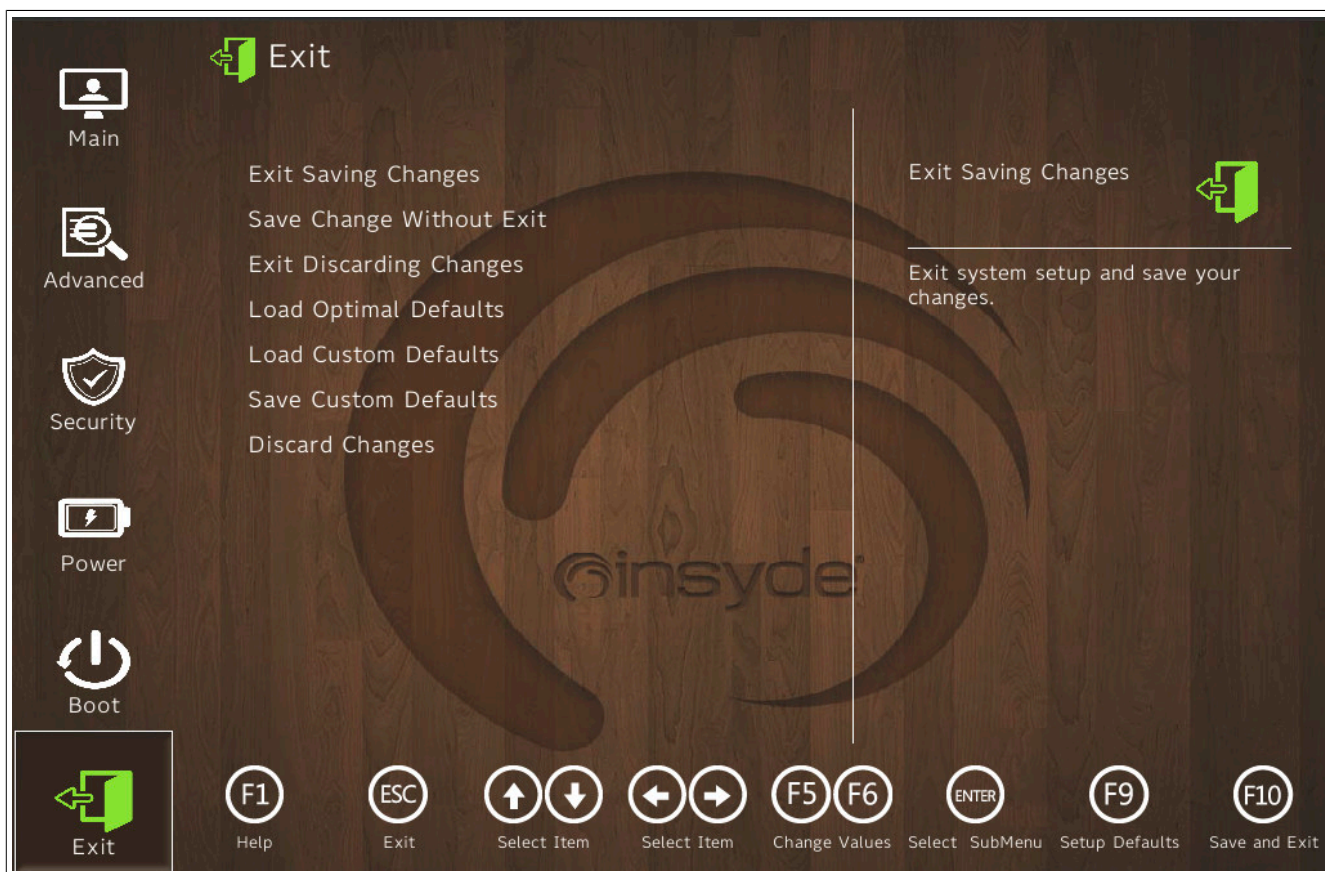 Exit
Main
Advanced
Security
Power
Boot
Exit
Exit Saving Changes
Save Change Without Exit
Exit Discarding Changes
Load Optimal Defaults
Load Custom Defaults
Save Custom Defaults
Discard Changes
Exit Saving Changes
Exit system setup and save your
changes.
insyde
F1
Help
ESC
Exit
Select Item
Select Item
F5 F6
Change Values
ENTER
Select SubMenu
F9
Setup Defaults
F10
Save and Exit